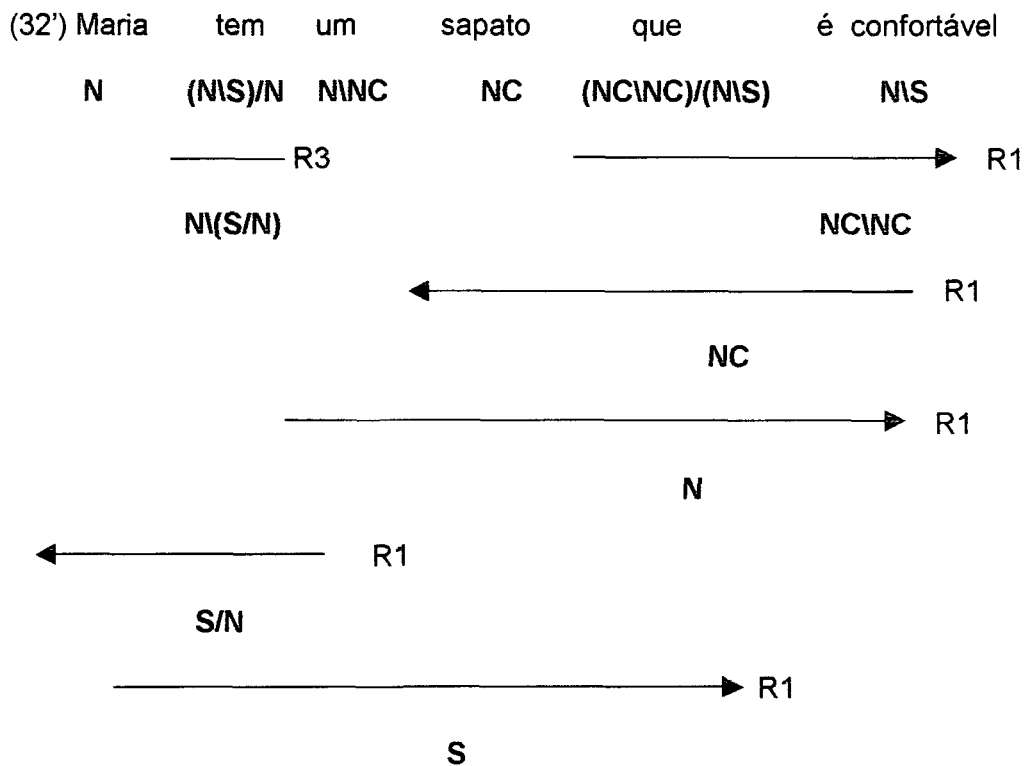 (32') Maria tem um sapato que é confortável
N (N\S)/N N\NC NC (NC\NC)/(N\S) N\S
R3 R1
N\(S/N) NC\NC
R1
NC
R1
N
R1
S/N
R1
S